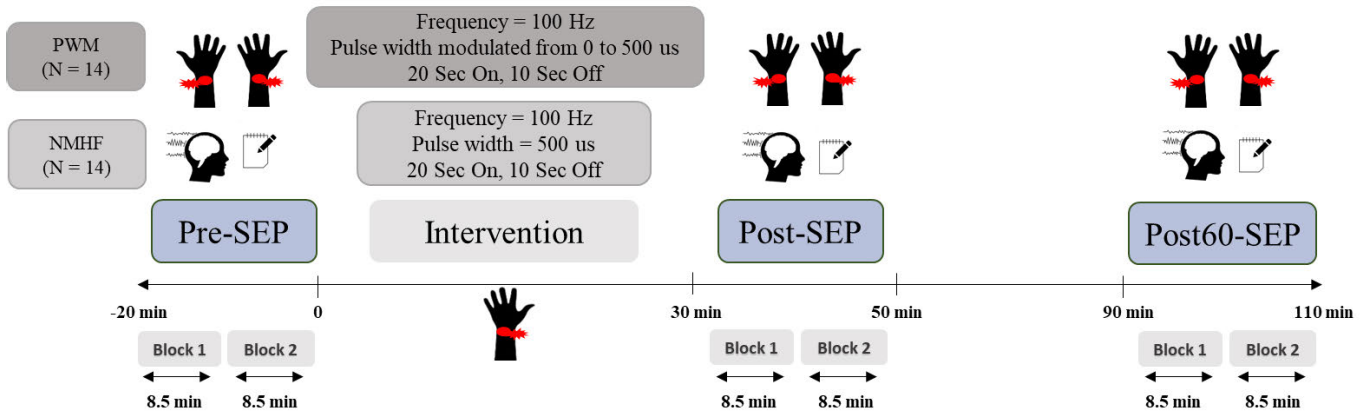 PWM
(N = 14)
Frequency = 100 Hz
Pulse width modulated from 0 to 500 us
20 Sec On, 10 Sec Off
NMHF
(N = 14)
Frequency = 100 Hz
Pulse width = 500 us
20 Sec On, 10 Sec Off
Pre-SEP
Intervention
Post-SEP
Post60-SEP
-20 min
0
30 min
50 min
90 min
110 min
Block 1
Block 2
Block 1
Block 2
Block 1
Block 2
8.5 min
8.5 min
8.5 min
8.5 min
8.5 min
8.5 min